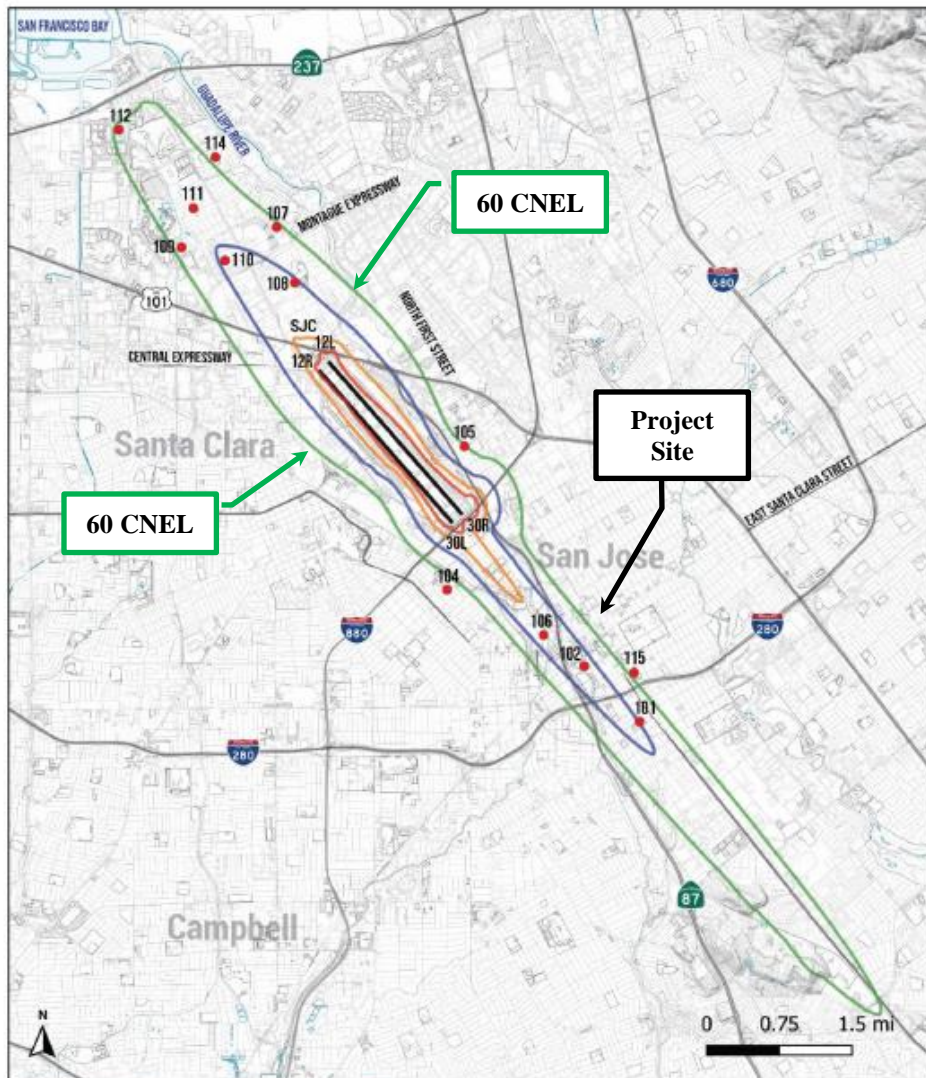 SAN FRANCISCO BAY
237
GUADALUPE RIVER
112
114
111
107
MONTAGUE EXPRESSWAY
60 CNEL
109
110
108
680
101
SJC
12L
12R
CENTRAL EXPRESSWAY
NORTH FIRST STREET
Project
Site
Santa Clara
105
EAST SANTA CLARA STREET
60 CNEL
30R
30L
San Jose
104
880
106
280
102
115
101
280
87
Campbell
N
0 0.75 1.5 mi